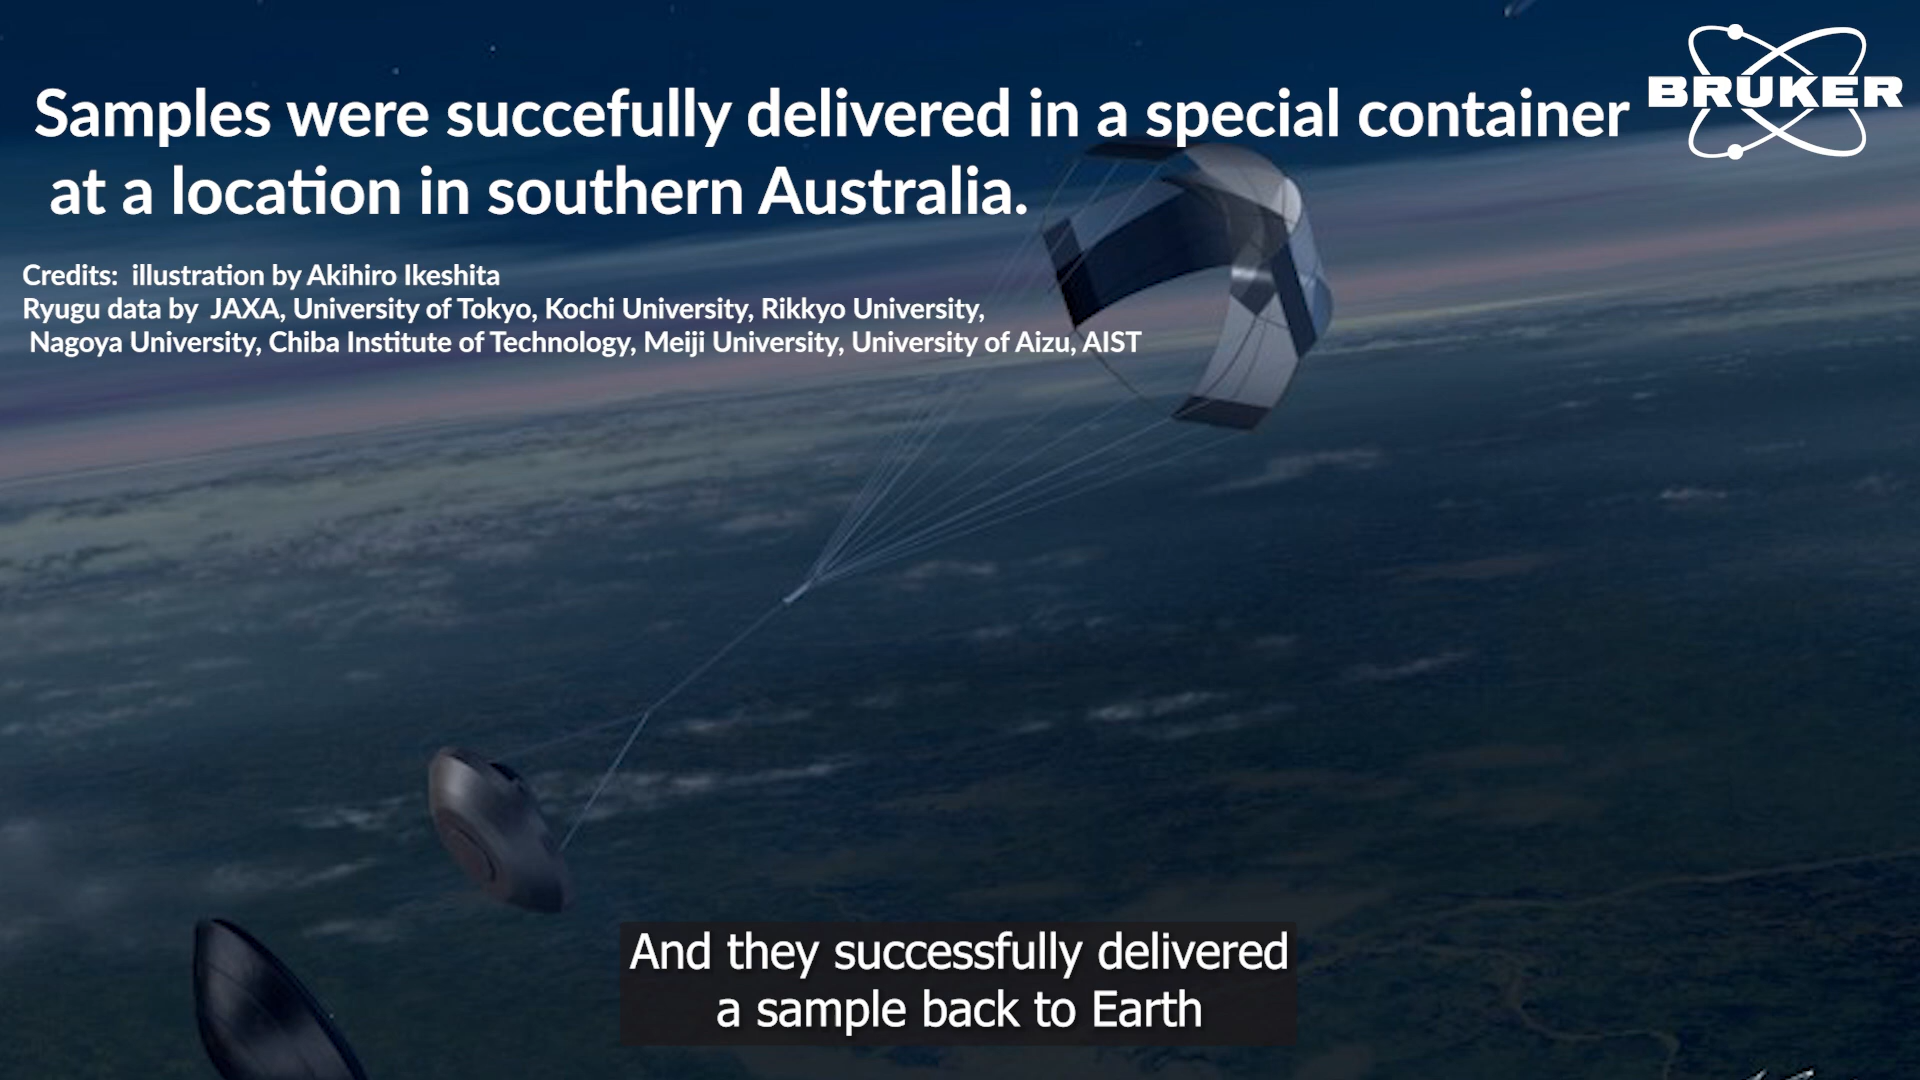 Samples were succefully delivered in a special container
at a location in southern Australia.
BRUKER
Credits: illustration by Akihiro Ikeshita
Ryugu data by JAXA, University of Tokyo, Kochi University, Rikkyo University,
Nagoya University, Chiba Institute of Technology, Meiji University, University of Aizu, AIST
And they successfully delivered
a sample back to Earth